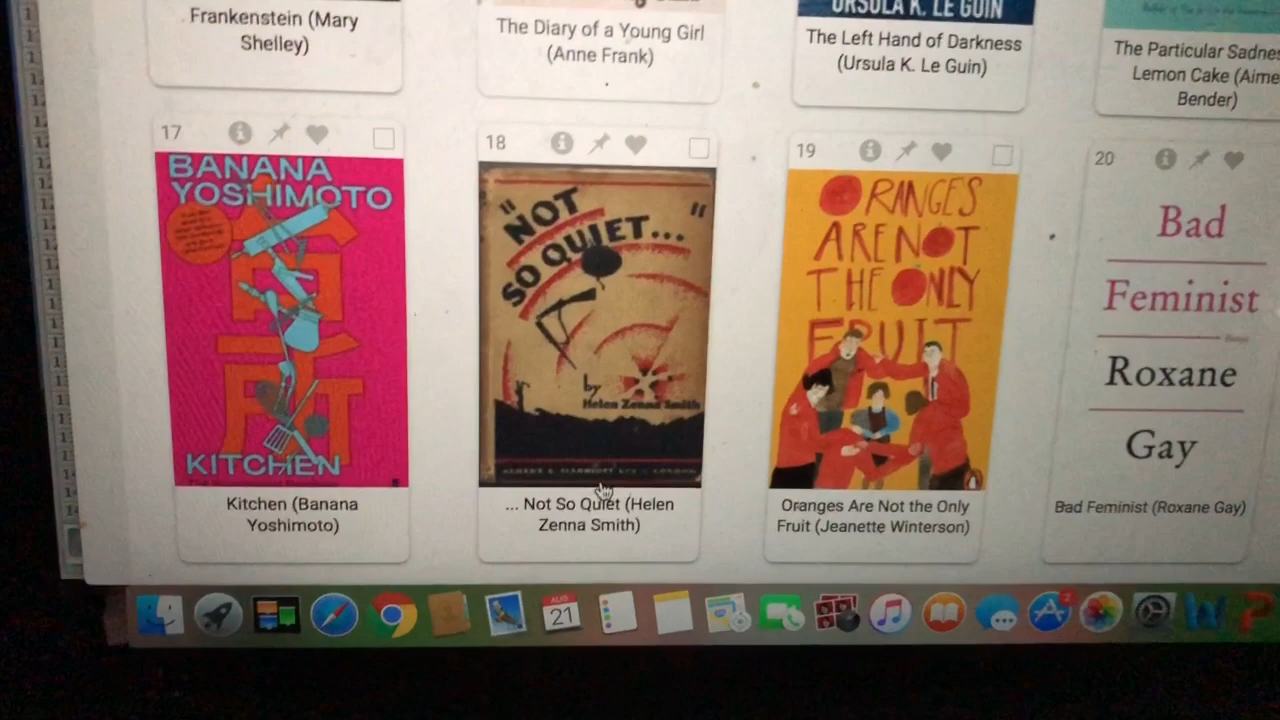 Frankenstein (Mary
Shelley)
The Diary of a Young Girl
(Anne Frank)
URSULA K. LE GUIN
The Left Hand of Darkness
(Ursula K. Le Guin)
The Particular
Lemon Cake
Bender)
17
BANANA
YOSHIMOTO
KITCHEN
Kitchen (Banana
Yoshimoto)
18
"NOT
SO QUIET..."
by
Helen Zenna Smith
LONDON
... Not So Quiet (Helen
Zenna Smith)
19
ORANGES
ARE NOT
THE ONLY
FRUIT
Oranges Are Not the Only
Fruit (Jeanette Winterson)
20
Bad
Feminist
Roxane
Gay
Bad Feminist (Roxane Gay)
AUG
21
2